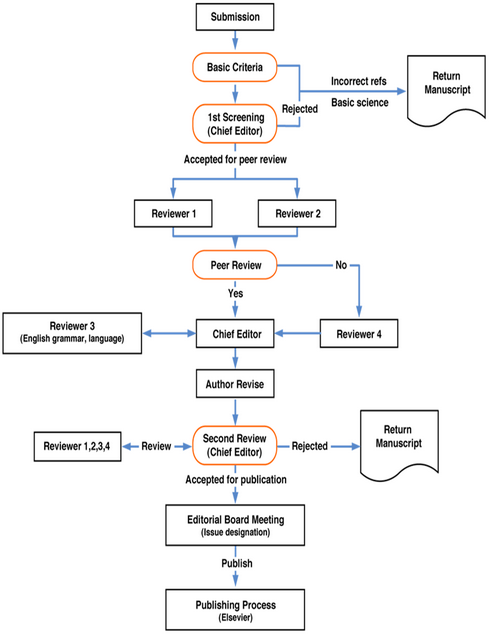 Submission
Basic Criteria
Incorrect refs
Return
Manuscript
Rejected
Basic science
1st Screening
(Chief Editor)
Accepted for peer review
Reviewer 1
Reviewer 2
Peer Review
No
Yes
Reviewer 3
(English grammar, language)
Chief Editor
Reviewer 4
Author Revise
Reviewer 1,2,3,4
Review
Second Review
(Chief Editor)
Rejected
Return
Manuscript
Accepted for publication
Editorial Board Meeting
(Issue designation)
Publish
Publishing Process
(Elsevier)